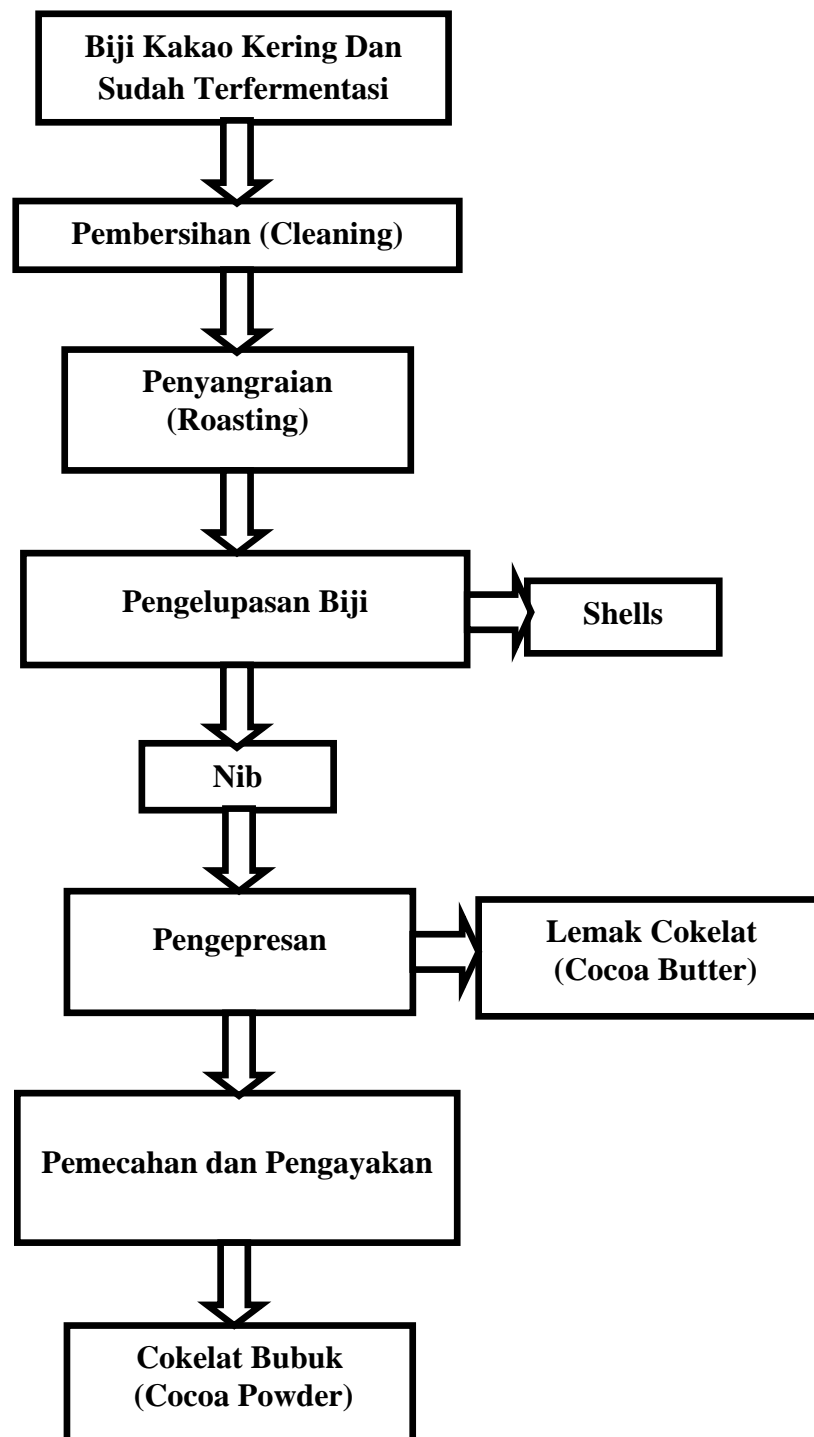 Biji Kakao Kering Dan
Sudah Terfermentasi
Pembersihan (Cleaning)
Penyangraian
(Roasting)
Pengelupasan Biji
Shells
Nib
Pengepresan
Lemak Cokelat
(Cocoa Butter)
Pemecahan dan Pengayakan
Cokelat Bubuk
(Cocoa Powder)